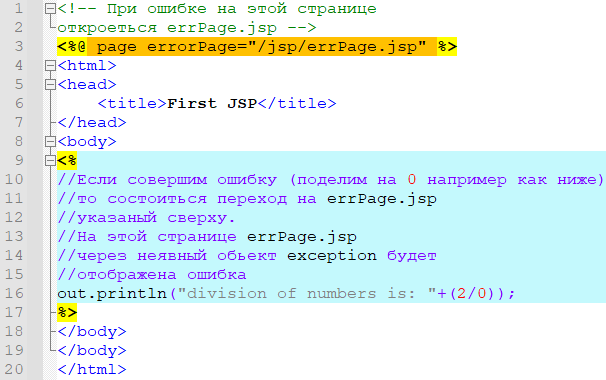 1 <!-- При ошибке на этой странице
2 откроеться errPage.jsp -->
3 <%@ page errorPage="/jsp/errPage.jsp" %>
4 <html>
5 <head>
6     <title>First JSP</title>
7 </head>
8 <body>
9 <%
10 //Если совершим ошибку (поделим на 0 например как ниже)
11 //то состоиться переход на errPage.jsp
12 //указаный сверху.
13 //На этой странице errPage.jsp
14 //через неявный обьект exception будет
15 //отображена ошибка
16 out.println("division of numbers is: "+(2/0));
17 %>
18 </body>
19 </body>
20 </html>